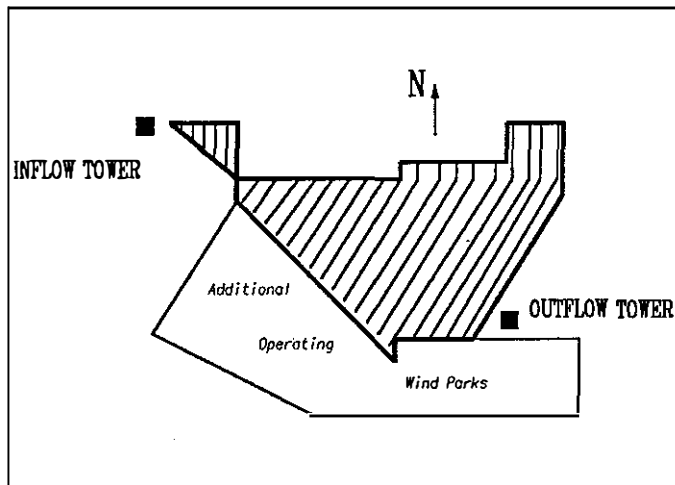 N
INFLOW TOWER
Additional
OUTFLOW TOWER
Operating
Wind Parks